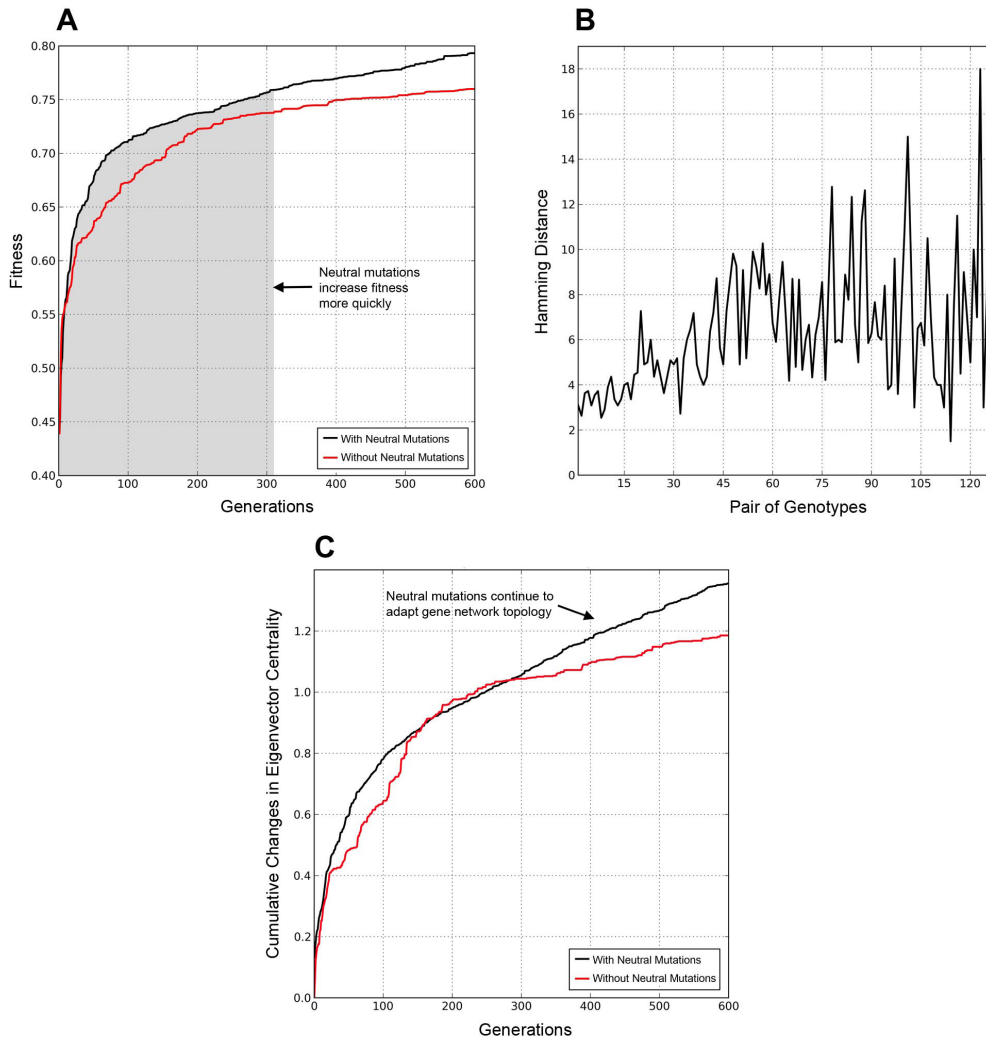 A
Fitness
0.80
0.75
0.70
0.65
0.60
0.55
0.50
0.45
0.40
Neutral mutations
increase fitness
more quickly
With Neutral Mutations
Without Neutral Mutations
0 100 200 300 400 500 600
Generations
B
Hamming Distance
18
16
14
12
10
8
6
4
2
0
15 30 45 60 75 90 105 120
Pair of Genotypes
C
Cumulative Changes in Eigenvector Centrality
Neutral mutations continue to
adapt gene network topology
1.2
1.0
0.8
0.6
0.4
0.2
0.0
With Neutral Mutations
Without Neutral Mutations
0 100 200 300 400 500 600
Generations